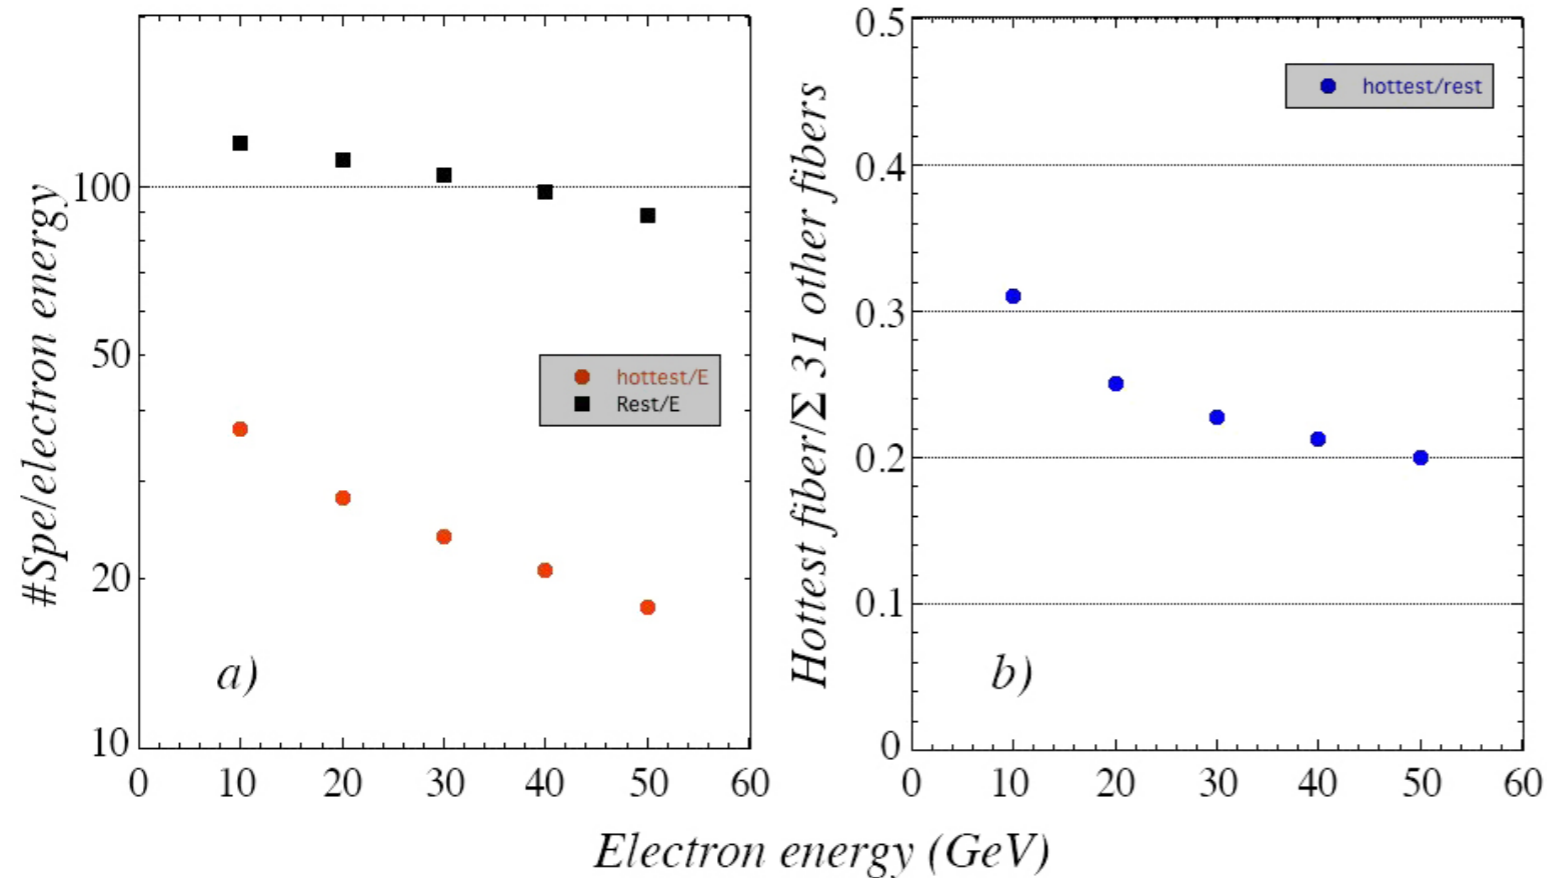 #Spe/electron energy
100
50
20
10
hottest/E
Rest/E
a)
0 10 20 30 40 50 60
Hottest fiber/Σ 31 other fibers
0.5
0.4
0.3
0.2
0.1
0
hottest/rest
b)
0 10 20 30 40 50 60
Electron energy (GeV)